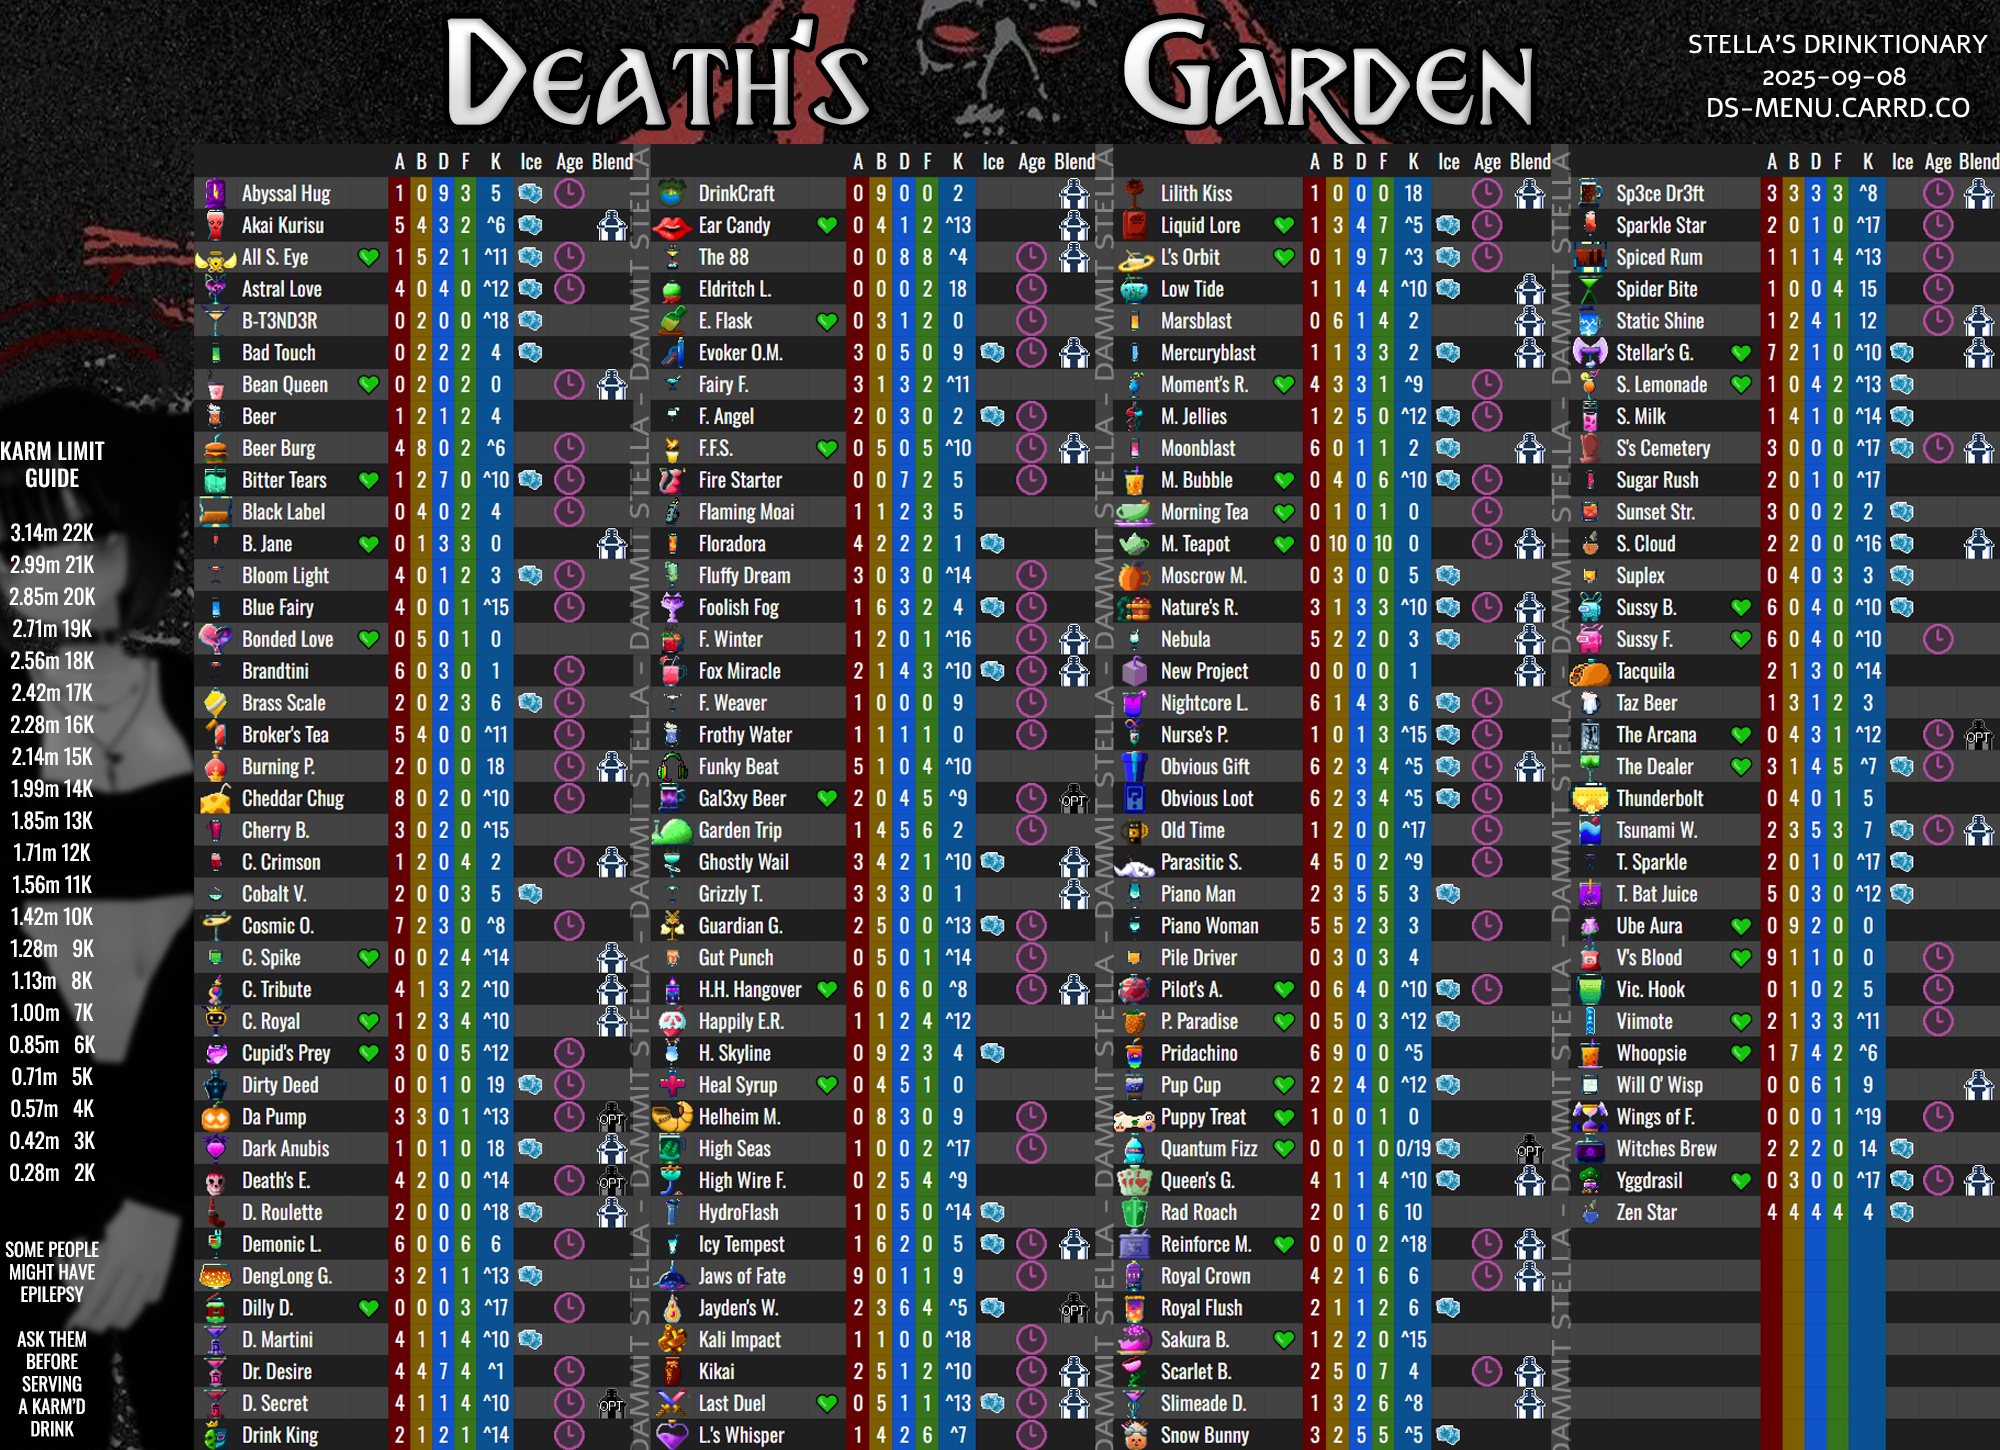 DEATH'S GARDEN
STELLA'S DRINKTIONARY
2025-09-08
DS-MENU.CARRD.CO
KARM LIMIT
GUIDE
3.14m 22K
2.99m 21K
2.85m 20K
2.71m 19K
2.56m 18K
2.42m 17K
2.28m 16K
2.14m 15K
1.99m 14K
1.85m 13K
1.71m 12K
1.56m 11K
1.42m 10K
1.28m 9K
1.13m 8K
1.00m 7K
0.85m 6K
0.71m 5K
0.57m 4K
0.42m 3K
0.28m 2K
SOME PEOPLE
MIGHT HAVE
EPILEPSY
ASK THEM
BEFORE
SERVING
A KARM'D
DRINK
A B D F K Ice Age Blend
Abyssal Hug 1 0 9 3 5
Akai Kurisu 5 4 3 2 ^6
All S. Eye 1 5 2 1 ^11
Astral Love 4 0 4 0 ^12
B-T3ND3R 0 2 0 0 ^18
Bad Touch 0 2 2 2 4
Bean Queen 0 2 0 2 0
Beer 1 2 1 2 4
Beer Burg 4 8 0 2 ^6
Bitter Tears 1 2 7 0 ^10
Black Label 0 4 0 2 4
B. Jane 0 1 3 3 0
Bloom Light 4 0 1 2 3
Blue Fairy 4 0 0 1 ^15
Bonded Love 0 5 0 1 0
Brandtini 6 0 3 0 1
Brass Scale 2 0 2 3 6
Broker's Tea 5 4 0 0 ^11
Burning P. 2 0 0 0 18
Cheddar Chug 8 0 2 0 ^10
Cherry B. 3 0 2 0 ^15
C. Crimson 1 2 0 4 2
Cobalt V. 2 0 0 3 5
Cosmic O. 7 2 3 0 ^8
C. Spike 0 0 2 4 ^14
C. Tribute 4 1 3 2 ^10
C. Royal 1 2 3 4 ^10
Cupid's Prey 3 0 0 5 ^12
Dirty Deed 0 0 1 0 19
Da Pump 3 3 0 1 ^13 OPT
Dark Anubis 1 0 1 0 18
Death's E. 4 2 0 0 ^14 OPT
D. Roulette 2 0 0 0 ^18
Demonic L. 6 0 0 6 6
DengLong G. 3 2 1 1 ^13
Dilly D. 0 0 0 3 ^17
D. Martini 4 1 1 4 ^10
Dr. Desire 4 4 7 4 ^1
D. Secret 4 1 1 4 ^10 OPT
Drink King 2 1 2 1 ^14
DAMMIT STELLA - DAMMIT STELLA - DAMMIT STELLA
A B D F K Ice Age Blend
DrinkCraft 0 9 0 0 2
Ear Candy 0 4 1 2 ^13
The 88 0 0 8 8 ^4
Eldritch L. 0 0 0 2 18
E. Flask 0 3 1 2 0
Evoker O.M. 3 0 5 0 9
Fairy F. 3 1 3 2 ^11
F. Angel 2 0 3 0 2
F.F.S. 0 5 0 5 ^10
Fire Starter 0 0 7 2 5
Flaming Moai 1 1 2 3 5
Floradora 4 2 2 2 1
Fluffy Dream 3 0 3 0 ^14
Foolish Fog 1 6 3 2 4
F. Winter 1 2 0 1 ^16
Fox Miracle 2 1 4 3 ^10
F. Weaver 1 0 0 0 9
Frothy Water 1 1 1 1 0
Funky Beat 5 1 0 4 ^10
Gal3xy Beer 2 0 4 5 ^9 OPT
Garden Trip 1 4 5 6 2
Ghostly Wail 3 4 2 1 ^10
Grizzly T. 3 3 3 0 1
Guardian G. 2 5 0 0 ^13
Gut Punch 0 5 0 1 ^14
H.H. Hangover 6 0 6 0 ^8
Happily E.R. 1 1 2 4 ^12
H. Skyline 0 9 2 3 4
Heal Syrup 0 4 5 1 0
Helheim M. 0 8 3 0 9
High Seas 1 0 0 2 ^17
High Wire F. 0 2 5 4 ^9
HydroFlash 1 0 5 0 ^14
Icy Tempest 1 6 2 0 5
Jaws of Fate 9 0 1 1 9
Jayden's W. 2 3 6 4 ^5 OPT
Kali Impact 1 1 0 0 ^18
Kikai 2 5 1 2 ^10
Last Duel 0 5 1 1 ^13
L.'s Whisper 1 4 2 6 ^7
DAMMIT STELLA - DAMMIT STELLA - DAMMIT STELLA
A B D F K Ice Age Blend
Lilith Kiss 1 0 0 0 18
Liquid Lore 1 3 4 7 ^5
L's Orbit 0 1 9 7 ^3
Low Tide 1 1 4 4 ^10
Marsblast 0 6 1 4 2
Mercuryblast 1 1 3 3 2
Moment's R. 4 3 3 1 ^9
M. Jellies 1 2 5 0 ^12
Moonblast 6 0 1 1 2
M. Bubble 0 4 0 6 ^10
Morning Tea 0 1 0 1 0
M. Teapot 0 10 0 10 0
Moscrow M. 0 3 0 0 5
Nature's R. 3 1 3 3 ^10
Nebula 5 2 2 0 3
New Project 0 0 0 0 1
Nightcore L. 6 1 4 3 6
Nurse's P. 1 0 1 3 ^15
Obvious Gift 6 2 3 4 ^5
Obvious Loot 6 2 3 4 ^5
Old Time 1 2 0 0 ^17
Parasitic S. 4 5 0 2 ^9
Piano Man 2 3 5 5 3
Piano Woman 5 5 2 3 3
Pile Driver 0 3 0 3 4
Pilot's A. 0 6 4 0 ^10
P. Paradise 0 5 0 3 ^12
Pridachino 6 9 0 0 ^5
Pup Cup 2 2 4 0 ^12
Puppy Treat 1 0 0 1 0
Quantum Fizz 0 0 1 0 0/19 OPT
Queen's G. 4 1 1 4 ^10
Rad Roach 2 0 1 6 10
Reinforce M. 0 0 0 2 ^18
Royal Crown 4 2 1 6 6
Royal Flush 2 1 1 2 6
Sakura B. 1 2 2 0 ^15
Scarlet B. 2 5 0 7 4
Slimeade D. 1 3 2 6 ^8
Snow Bunny 3 2 5 5 ^5
DAMMIT STELLA - DAMMIT STELLA - DAMMIT STELLA
A B D F K Ice Age Blend
Sp3ce Dr3ft 3 3 3 3 ^8
Sparkle Star 2 0 1 0 ^17
Spiced Rum 1 1 1 4 ^13
Spider Bite 1 0 0 4 15
Static Shine 1 2 4 1 12
Stellar's G. 7 2 1 0 ^10
S. Lemonade 1 0 4 2 ^13
S. Milk 1 4 1 0 ^14
S's Cemetery 3 0 0 0 ^17
Sugar Rush 2 0 1 0 ^17
Sunset Str. 3 0 0 2 2
S. Cloud 2 2 0 0 ^16
Suplex 0 4 0 3 3
Sussy B. 6 0 4 0 ^10
Sussy F. 6 0 4 0 ^10
Tacquila 2 1 3 0 ^14
Taz Beer 1 3 1 2 3
The Arcana 0 4 3 1 ^12 OPT
The Dealer 3 1 4 5 ^7
Thunderbolt 0 4 0 1 5
Tsunami W. 2 3 5 3 7
T. Sparkle 2 0 1 0 ^17
T. Bat Juice 5 0 3 0 ^12
Ube Aura 0 9 2 0 0
V's Blood 9 1 1 0 0
Vic. Hook 0 1 0 2 5
Viimote 2 1 3 3 ^11
Whoopsie 1 7 4 2 ^6
Will O' Wisp 0 0 6 1 9
Wings of F. 0 0 0 1 ^19
Witches Brew 2 2 2 0 14
Yggdrasil 0 3 0 0 ^17
Zen Star 4 4 4 4 4